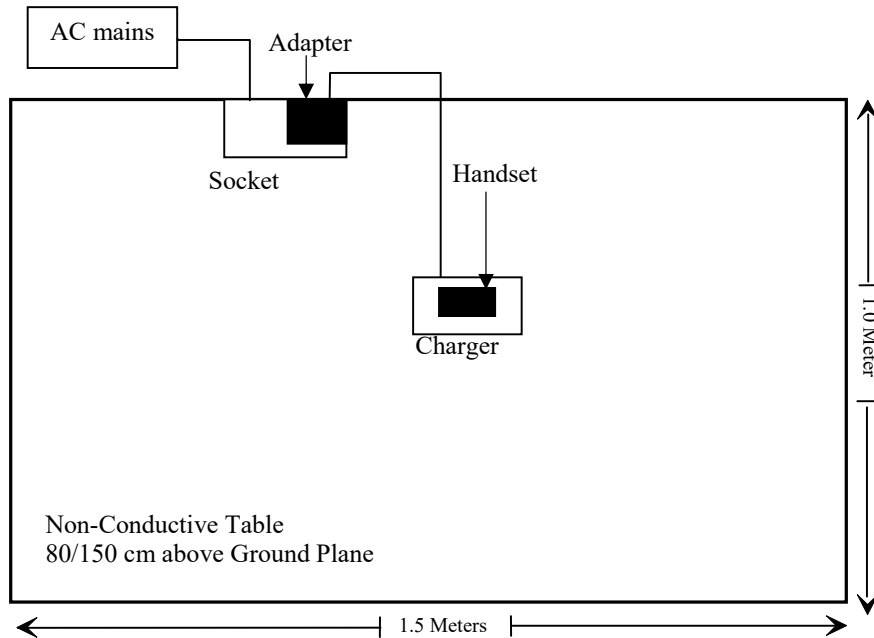 AC mains
Adapter
Socket
Handset
Charger
1.0 Meter
Non-Conductive Table
80/150 cm above Ground Plane
1.5 Meters